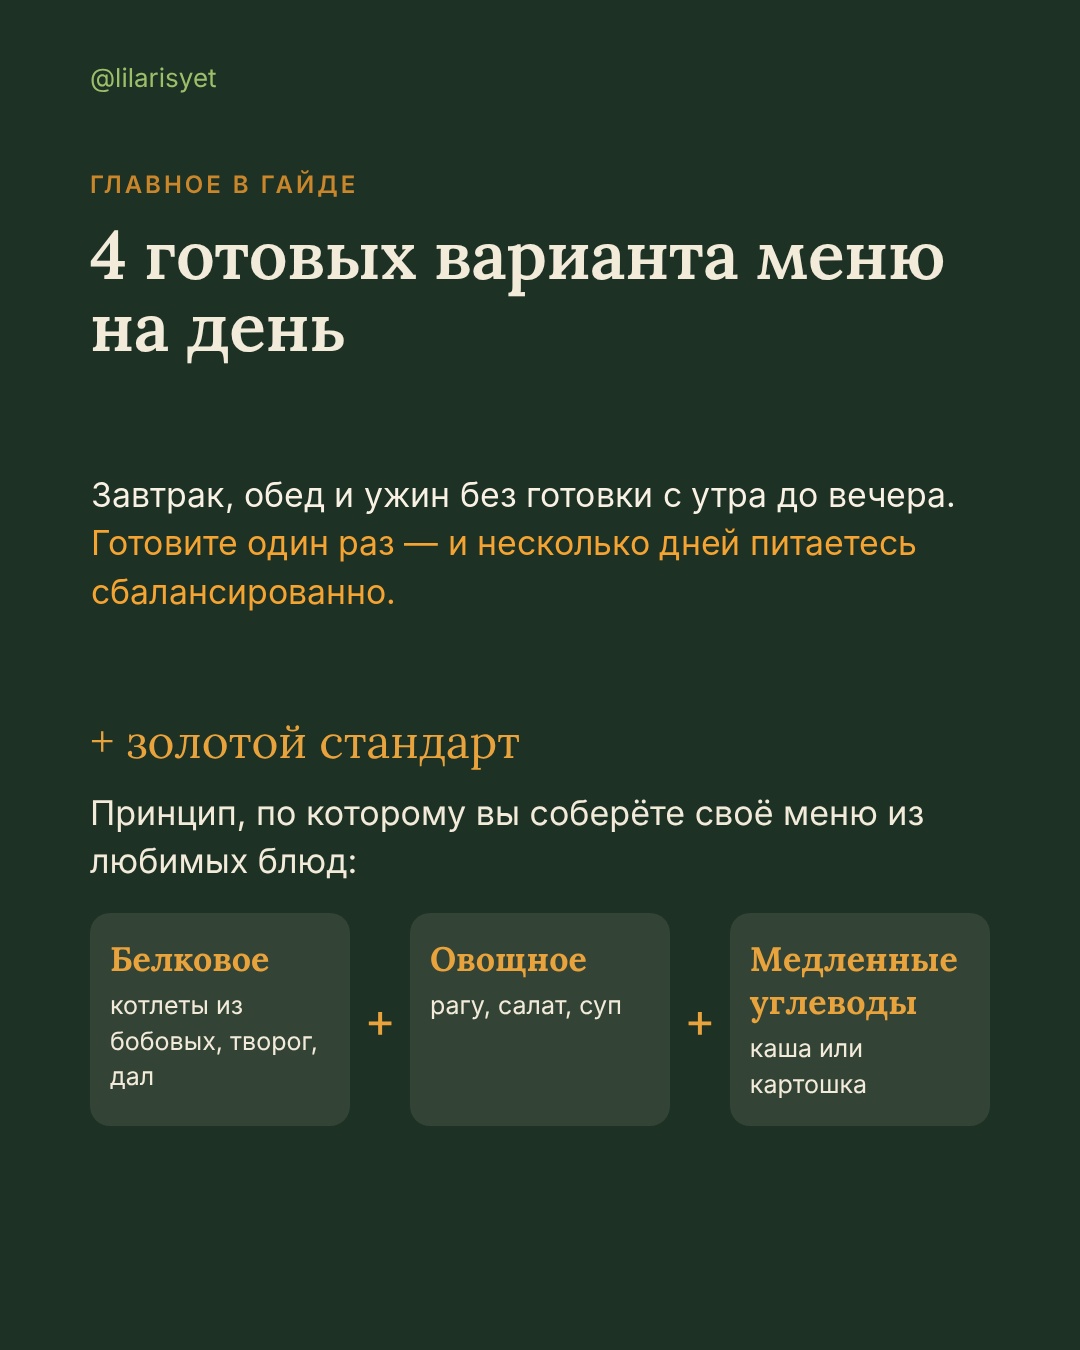 @lilarisyet
ГЛАВНОЕ В ГАЙДЕ
4 готовых варианта меню
на день
Завтрак, обед и ужин без готовки с утра до вечера.
Готовите один раз — и несколько дней питаетесь
сбалансированно.
+ золотой стандарт
Принцип, по которому вы соберёте своё меню из
любимых блюд:
Белковое
котлеты из
бобовых, творог,
дал
+
Овощное
рагу, салат, суп
+
Медленные
углеводы
каша или
картошка